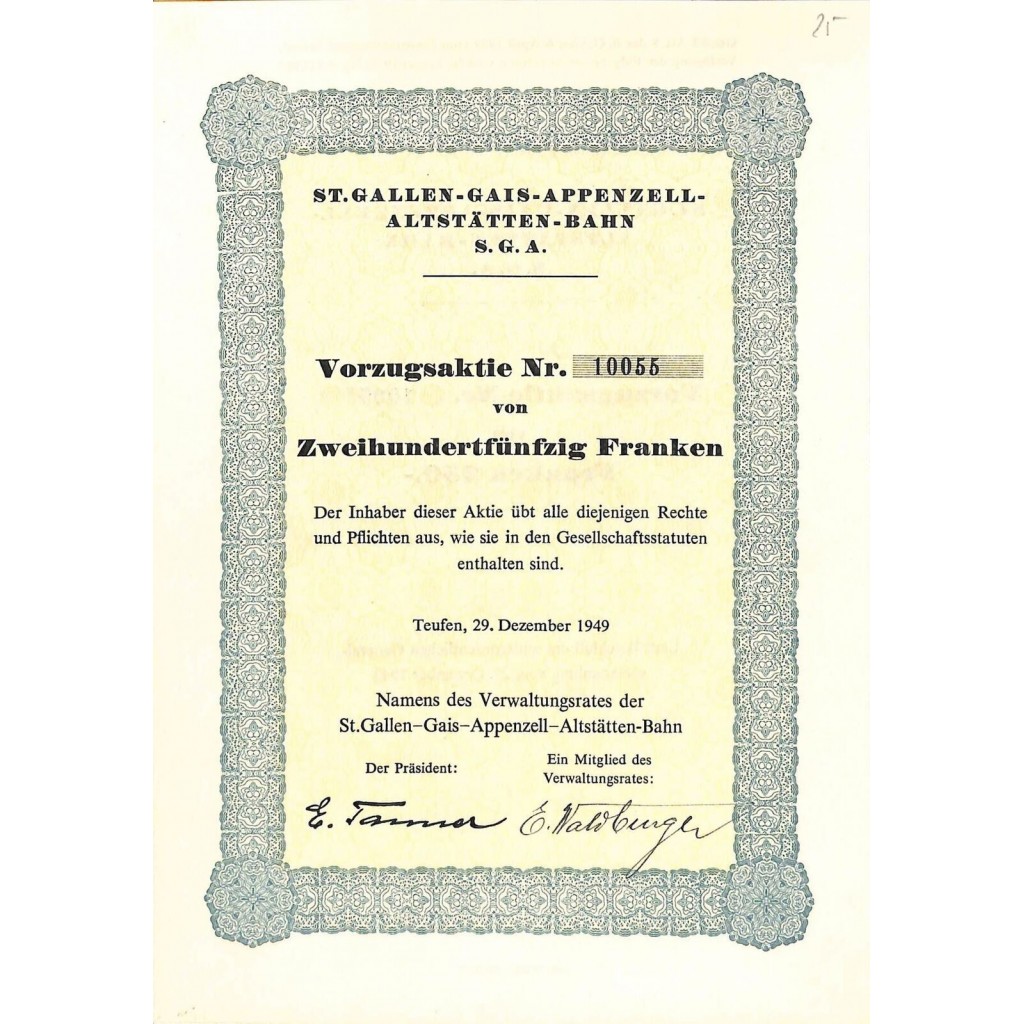 25
ST.GALLEN-GAIS-APPENZELL-
ALTSTÄTTEN-BAHN
S.G.A.
Vorzugsaktie Nr. 10055
von
Zweihundertfünfzig Franken
Der Inhaber dieser Aktie übt alle diejenigen Rechte
und Pflichten aus, wie sie in den Gesellschaftsstatuten
enthalten sind.
Teufen, 29. Dezember 1949
Namens des Verwaltungsrates der
St.Gallen–Gais–Appenzell–Altstätten-Bahn
Der Präsident:
Ein Mitglied des
Verwaltungsrates:
E. Tanner
E. Waldburger